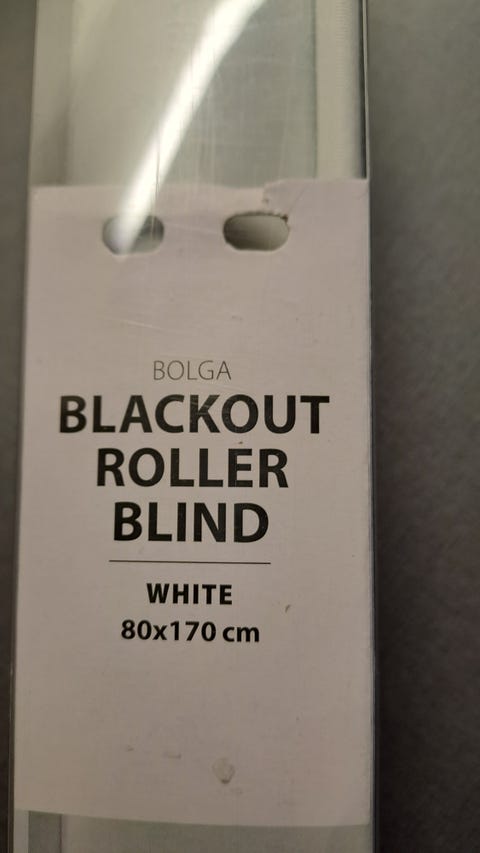 BOLGA
BLACKOUT
ROLLER
BLIND
WHITE
80x170 cm